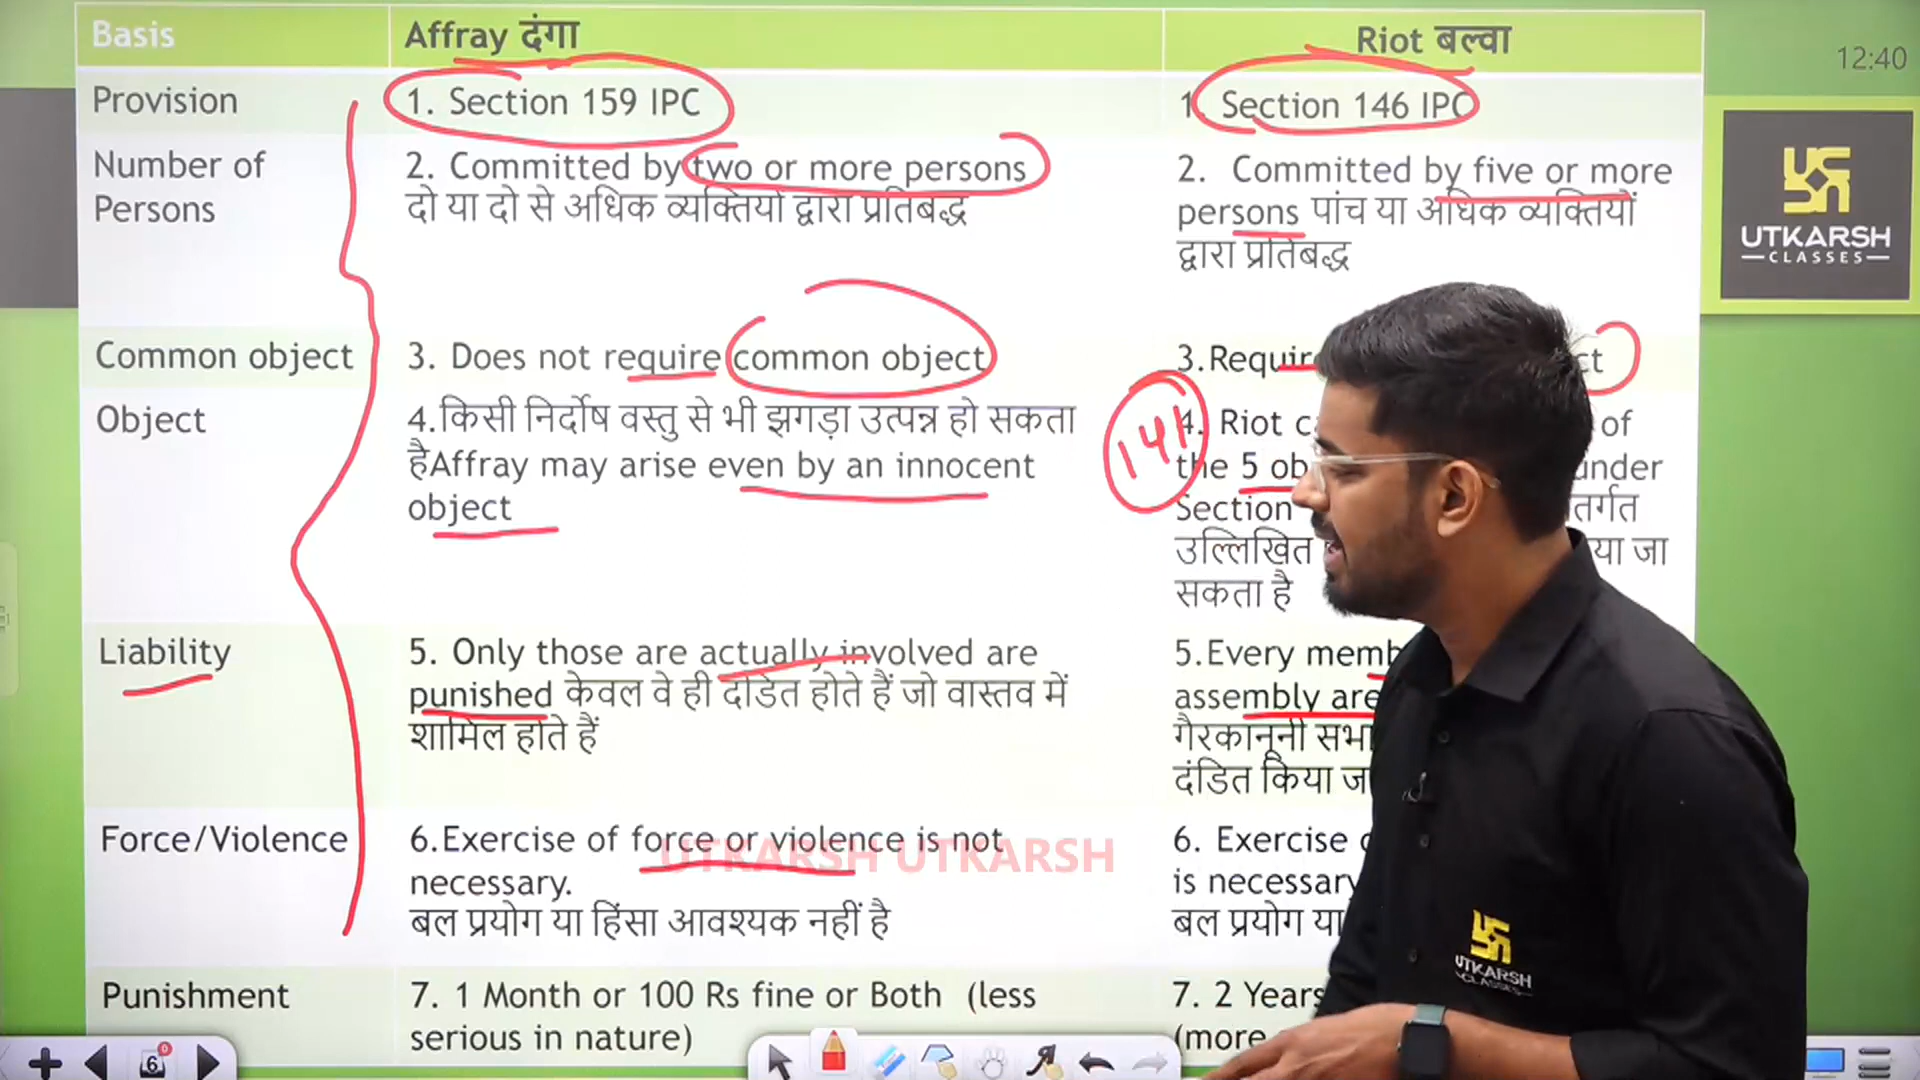 Basis
Affray दंगा
Riot बल्वा
12:40
Provision
1. Section 159 IPC
1. Section 146 IPC
Number of
Persons
2. Committed by two or more persons
दो या दो से अधिक व्यक्तियों द्वारा प्रतिबद्ध
2. Committed by five or more
persons पांच या अधिक व्यक्तियों
द्वारा प्रतिबद्ध
UTKARSH
CLASSES
Common object
3. Does not require common object
3.Require
ct
Object
4.किसी निर्दोष वस्तु से भी झगड़ा उत्पन्न हो सकता
हैAffray may arise even by an innocent
object
141
4. Riot c
of
the 5 ob
under
Section
तर्गत
उल्लिखित
या जा
सकता है
Liability
5. Only those are actually involved are
punished केवल वे ही दंडित होते हैं जो वास्तव में
शामिल होते हैं
5.Every memb
assembly are
गैरकानूनी सभा
दंडित किया ज
Force/Violence
6.Exercise of force or violence is not
necessary.
बल प्रयोग या हिंसा आवश्यक नहीं है
UTKARSH UTKARSH
6. Exercise
is necessary
बल प्रयोग या
UTKARSH
CLASSES
Punishment
7. 1 Month or 100 Rs fine or Both (less
serious in nature)
7. 2 Years
(more
6
0